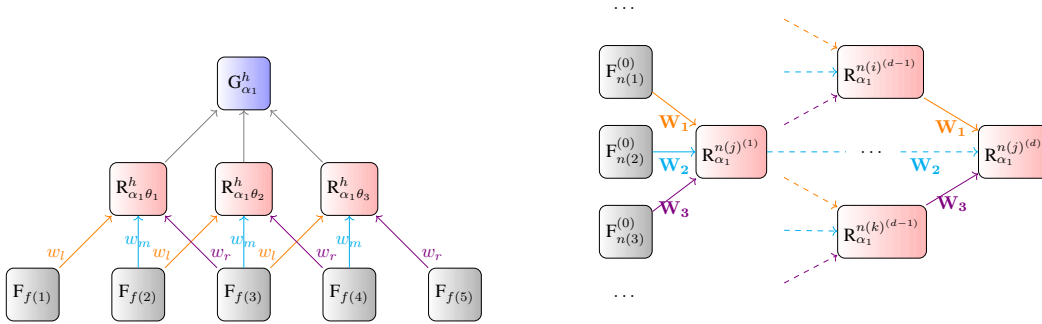 G^h_{α_1}
R^h_{α_1θ_1} R^h_{α_1θ_2} R^h_{α_1θ_3}
w_l w_m w_l w_r w_m w_l w_r w_m w_r
F_{f(1)} F_{f(2)} F_{f(3)} F_{f(4)} F_{f(5)}
...
F^{(0)}_{n(1)} R^{n(i)^{(d-1)}}_{α_1}
W_1 W_1
F^{(0)}_{n(2)} W_2 R^{n(j)^{(1)}}_{α_1} ... W_2 R^{n(j)^{(d)}}_{α_1}
W_3 W_3
F^{(0)}_{n(3)} R^{n(k)^{(d-1)}}_{α_1}
...